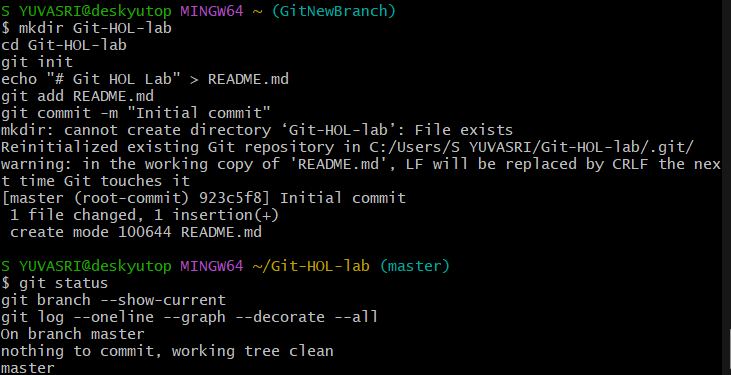 S YUVASRI@deskyutop MINGW64 ~ (GitNewBranch)
$ mkdir Git-HOL-lab
cd Git-HOL-lab
git init
echo "# Git HOL Lab" > README.md
git add README.md
git commit -m "Initial commit"
mkdir: cannot create directory ‘Git-HOL-lab’: File exists
Reinitialized existing Git repository in C:/Users/S YUVASRI/Git-HOL-lab/.git/
warning: in the working copy of 'README.md', LF will be replaced by CRLF the nex
t time Git touches it
[master (root-commit) 923c5f8] Initial commit
 1 file changed, 1 insertion(+)
 create mode 100644 README.md
S YUVASRI@deskyutop MINGW64 ~/Git-HOL-lab (master)
$ git status
git branch --show-current
git log --oneline --graph --decorate --all
On branch master
nothing to commit, working tree clean
master